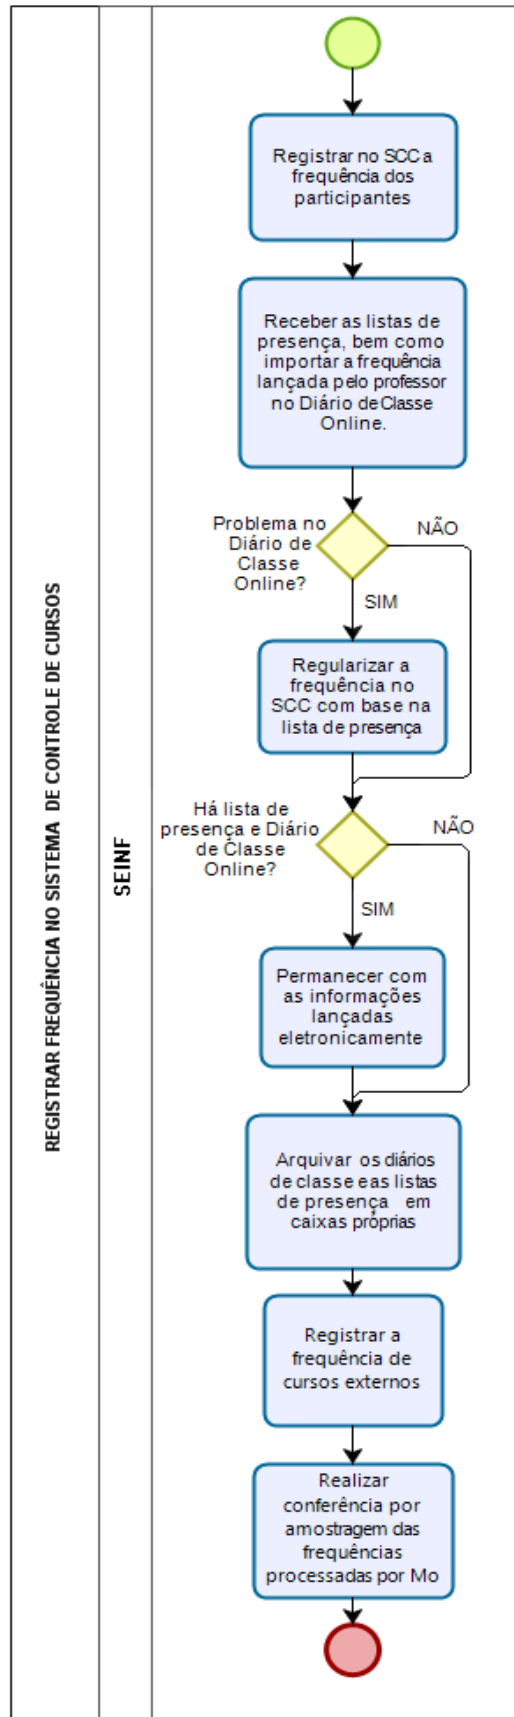 REGISTRAR FREQUÊNCIA NO SISTEMA DE CONTROLE DE CURSOS
SEINF
Registrar no SCC a
frequência dos
participantes
Receber as listas de
presença, bem como
importar a frequência
lançada pelo professor
no Diário de Classe
Online.
Problema no
Diário de
Classe
Online?
NÃO
SIM
Regularizar a
frequência no
SCC com base na
lista de presença
Há lista de
presença e Diário
de Classe
Online?
NÃO
SIM
Permanecer com
as informações
lançadas
eletronicamente
Arquivar os diários
de classe e as listas
de presença em
caixas próprias
Registrar a
frequência de
cursos externos
Realizar
conferência por
amostragem das
frequências
processadas por Mo